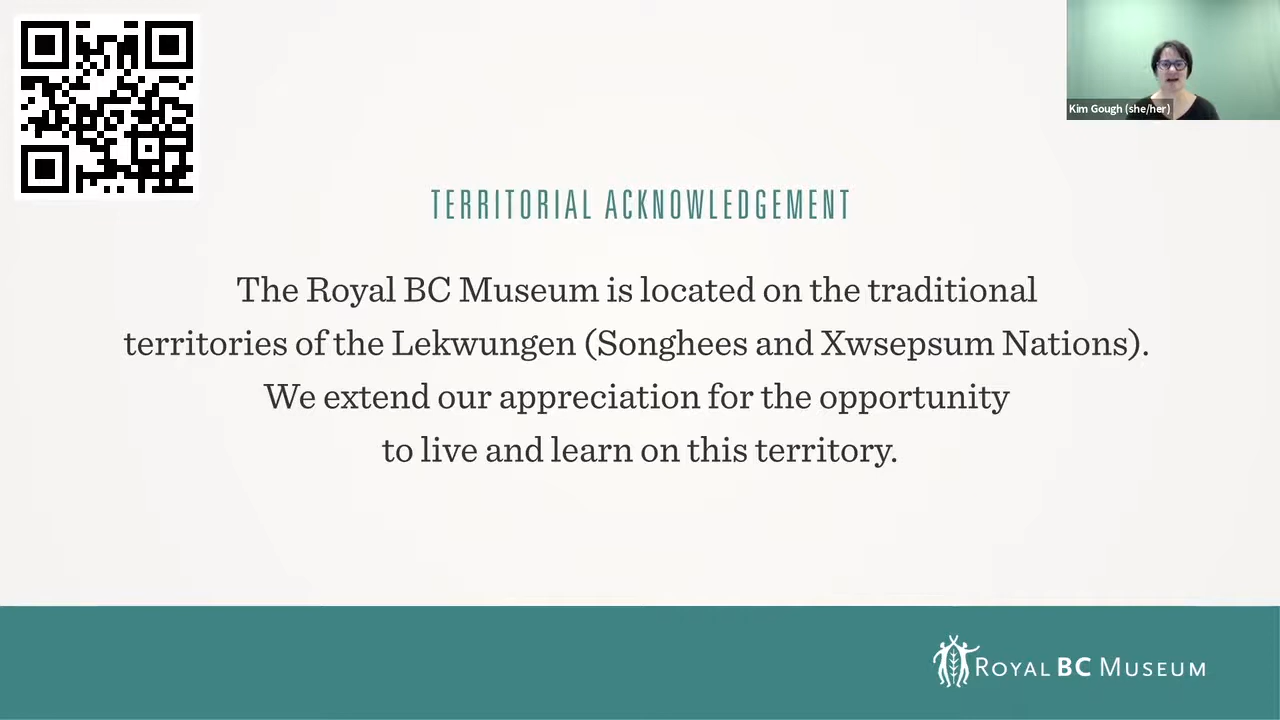 Kim Gough (she/her)
TERRITORIAL ACKNOWLEDGEMENT
The Royal BC Museum is located on the traditional
territories of the Lekwungen (Songhees and Xwsepsum Nations).
We extend our appreciation for the opportunity
to live and learn on this territory.
ROYAL BC MUSEUM